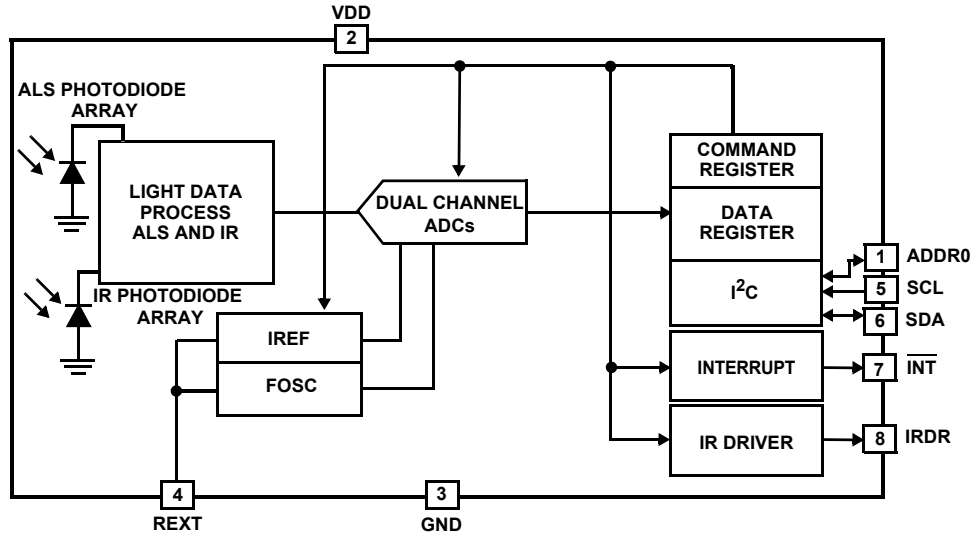 VDD
2
ALS PHOTODIODE
ARRAY
LIGHT DATA
PROCESS
ALS AND IR
DUAL CHANNEL
ADCs
COMMAND
REGISTER
DATA
REGISTER
I²C
1 ADDR0
5 SCL
6 SDA
IR PHOTODIODE
ARRAY
IREF
FOSC
INTERRUPT
7 INT
IR DRIVER
8 IRDR
4
REXT
3
GND